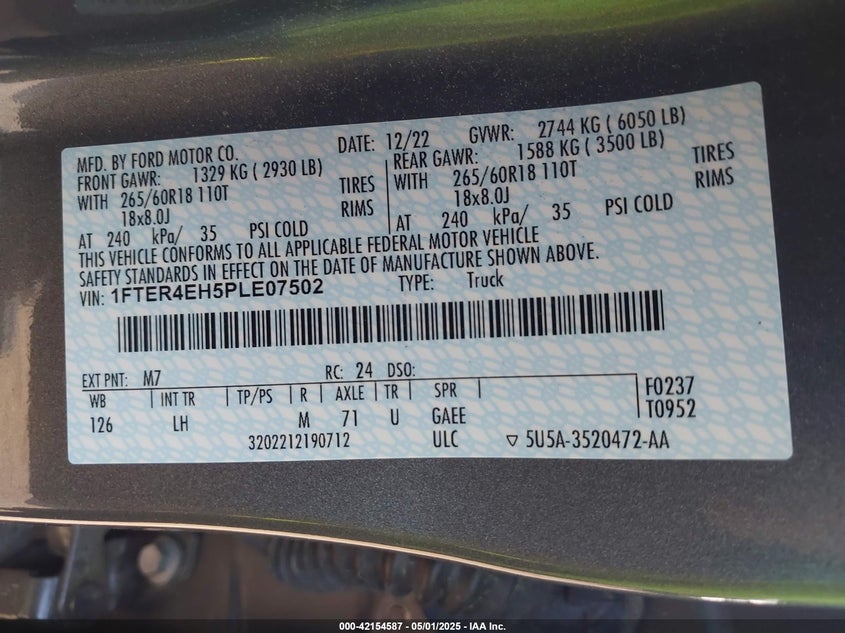 MFD. BY FORD MOTOR CO. DATE: 12/22 GVWR: 2744 KG ( 6050 LB)
FRONT GAWR: 1329 KG ( 2930 LB) REAR GAWR: 1588 KG ( 3500 LB)
WITH 265/60R18 110T TIRES WITH 265/60R18 110T TIRES
18x8.0J RIMS 18x8.0J RIMS
AT 240 kPa/ 35 PSI COLD AT 240 kPa/ 35 PSI COLD
THIS VEHICLE CONFORMS TO ALL APPLICABLE FEDERAL MOTOR VEHICLE
SAFETY STANDARDS IN EFFECT ON THE DATE OF MANUFACTURE SHOWN ABOVE.
VIN: 1FTER4EH5PLE07502 TYPE: Truck
EXT PNT: M7 RC: 24 DSO:
WB INT TR TP/PS R AXLE TR SPR F0237
126 LH M 71 U GAEE T0952
3202212190712 ULC 5U5A-3520472-AA
000-42154587 - 05/01/2025 - IAA Inc.